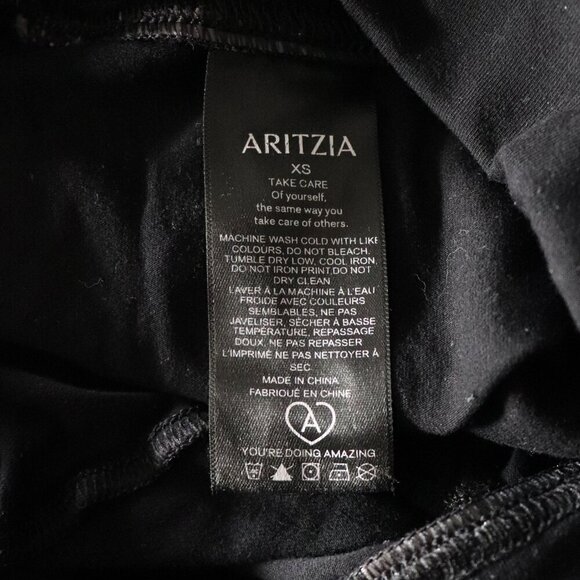 ARITZIA
XS
TAKE CARE
Of yourself,
the same way you
take care of others.
MACHINE WASH COLD WITH LIKE
COLOURS, DO NOT BLEACH.
TUMBLE DRY LOW, COOL IRON,
DO NOT IRON PRINT,DO NOT
DRY CLEAN
LAVER À LA MACHINE À L'EAU
FROIDE AVEC COULEURS
SEMBLABLES, NE PAS
JAVELISER, SÉCHER À BASSE
TEMPÉRATURE, REPASSAGE
DOUX, NE PAS REPASSER
L'IMPRIMÉ NE PAS NETTOYER À
SEC
MADE IN CHINA
FABRIQUÉ EN CHINE
A
YOU'RE DOING AMAZING